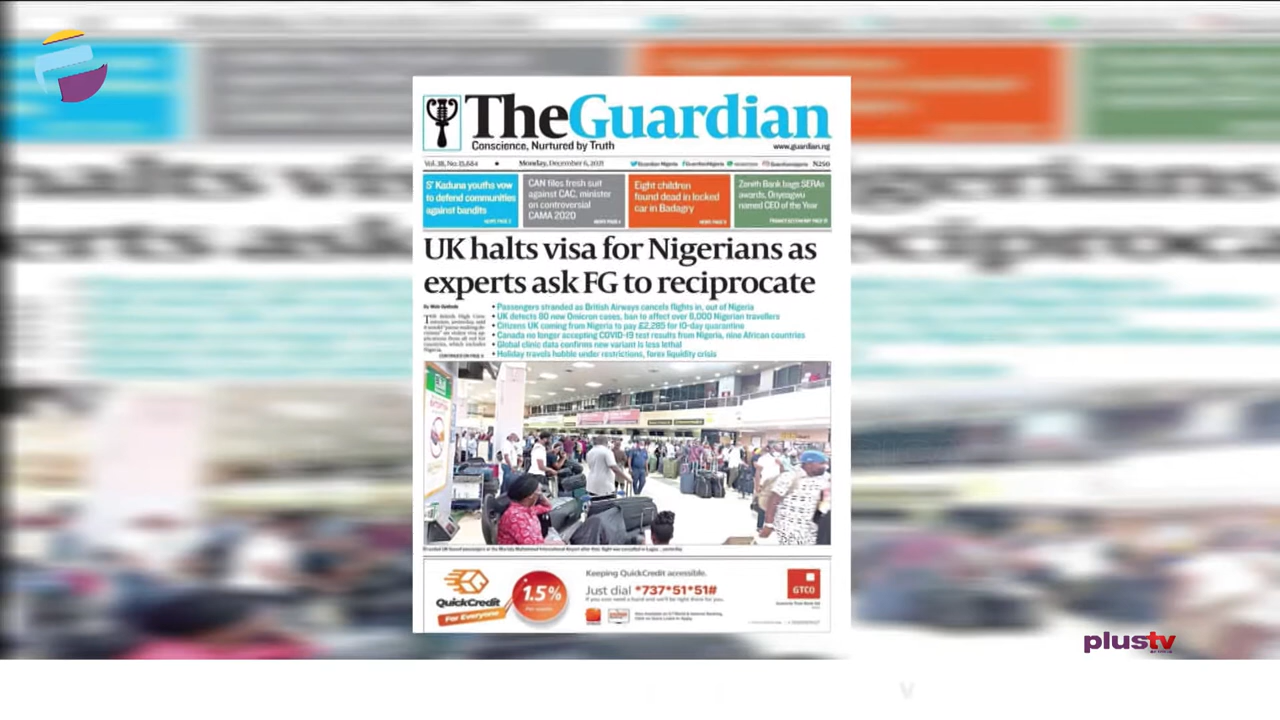 TheGuardian
Conscience, Nurtured by Truth
www.guardian.ng
Monday, December 6, 2021
N250
S' Kaduna youths vow
to defend communities
against bandits
CAN files fresh suit
against CAC, minister
on controversial
CAMA 2020
Eight children
found dead in locked
car in Badagry
Zenith Bank bags SERAs
awards, Onyeagwu
named CEO of the Year
UK halts visa for Nigerians as
experts ask FG to reciprocate
• Passengers stranded as British Airways cancels flights in, out of Nigeria
• UK detects 80 new Omicron cases, ban to affect over 8,000 Nigerian travellers
• Citizens UK coming from Nigeria to pay £2,285 for 10-day quarantine
• Canada no longer accepting COVID-19 test results from Nigeria, nine African countries
• Global clinic data confirms new variant is less lethal
• Holiday travels hobble under restrictions, forex liquidity crisis
QuickCredit
For Everyone
1.5%
Keeping QuickCredit accessible.
Just dial *737*51*51#
GTCO
plustv